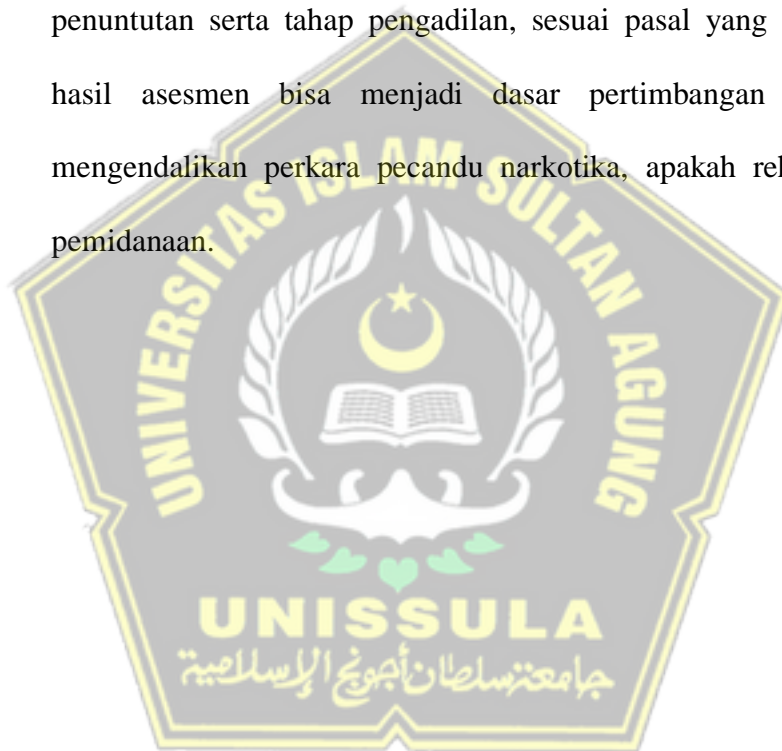 penuntutan serta tahap pengadilan, sesuai pasal yang
hasil asesmen bisa menjadi dasar pertimbangan
mengendalikan perkara pecandu narkotika, apakah
pemidanaan.
UNIVERSITAS ISLAM SULTAN AGUNG
UNISSULA
جامعة سلطان أجونج الإسلامية